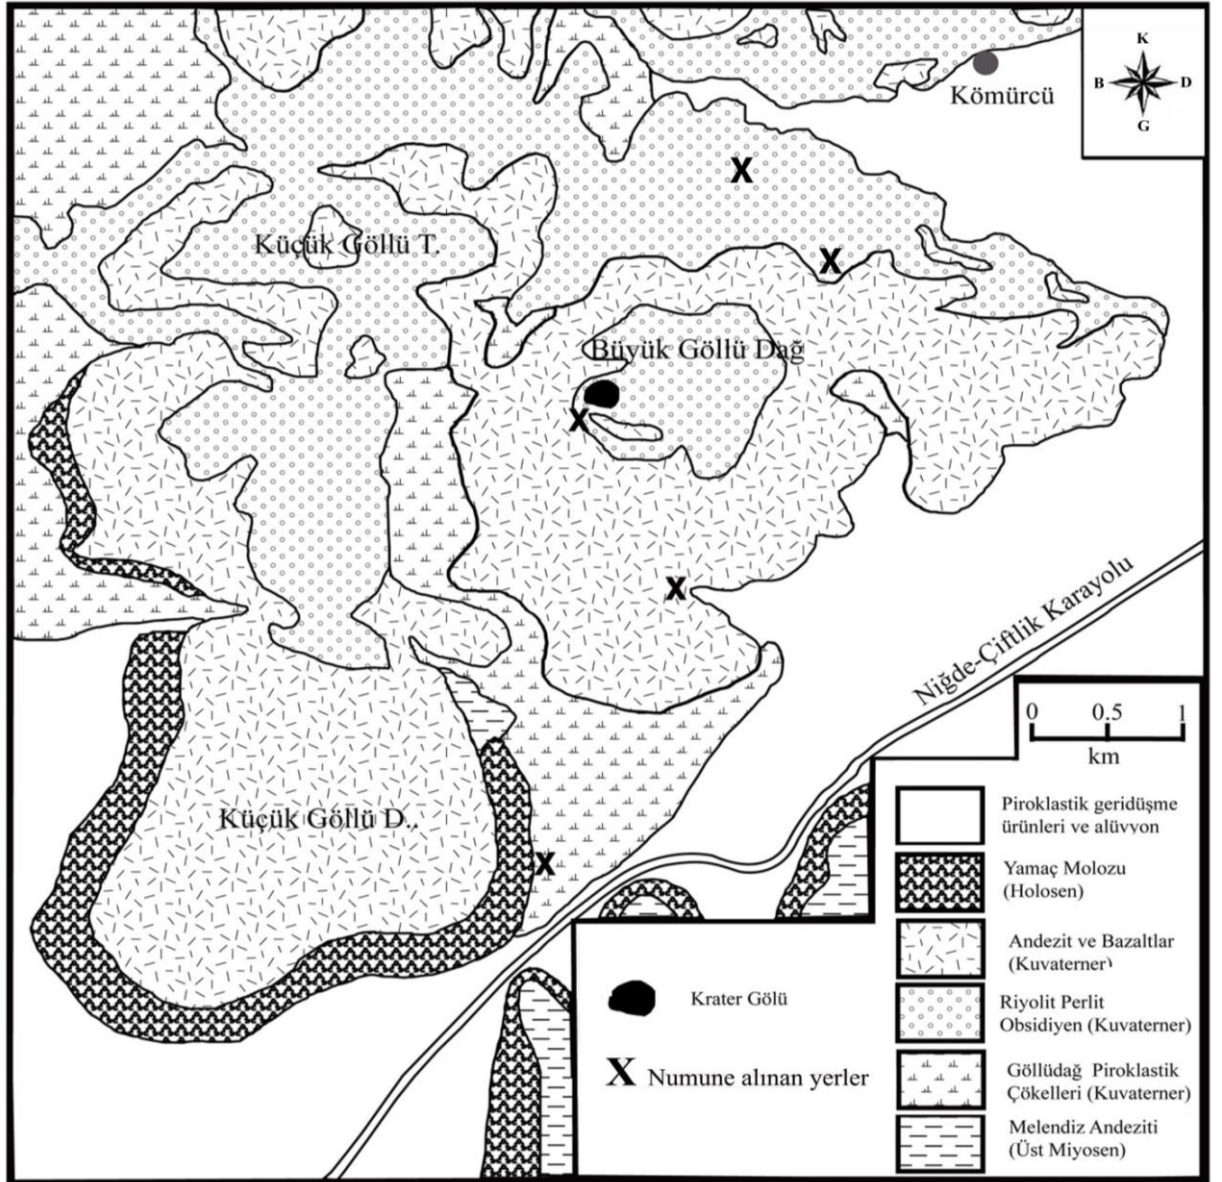 K
B
D
G
Kömürcü
Küçük Göllü T.
Büyük Göllü Dağ
Niğde-Çiftlik Karayolu
Küçük Göllü D..
0 0.5 1
km
Piroklastik geridüşme
ürünleri ve alüvyon
Yamaç Molozu
(Holosen)
Andezit ve Bazaltlar
(Kuvaterner)
Riyolit Perlit
Obsidiyen (Kuvaterner)
Göllüdağ Piroklastik
Çökelleri (Kuvaterner)
Melendiz Andeziti
(Üst Miyosen)
Krater Gölü
X Numune alınan yerler
X
X
X
X
X